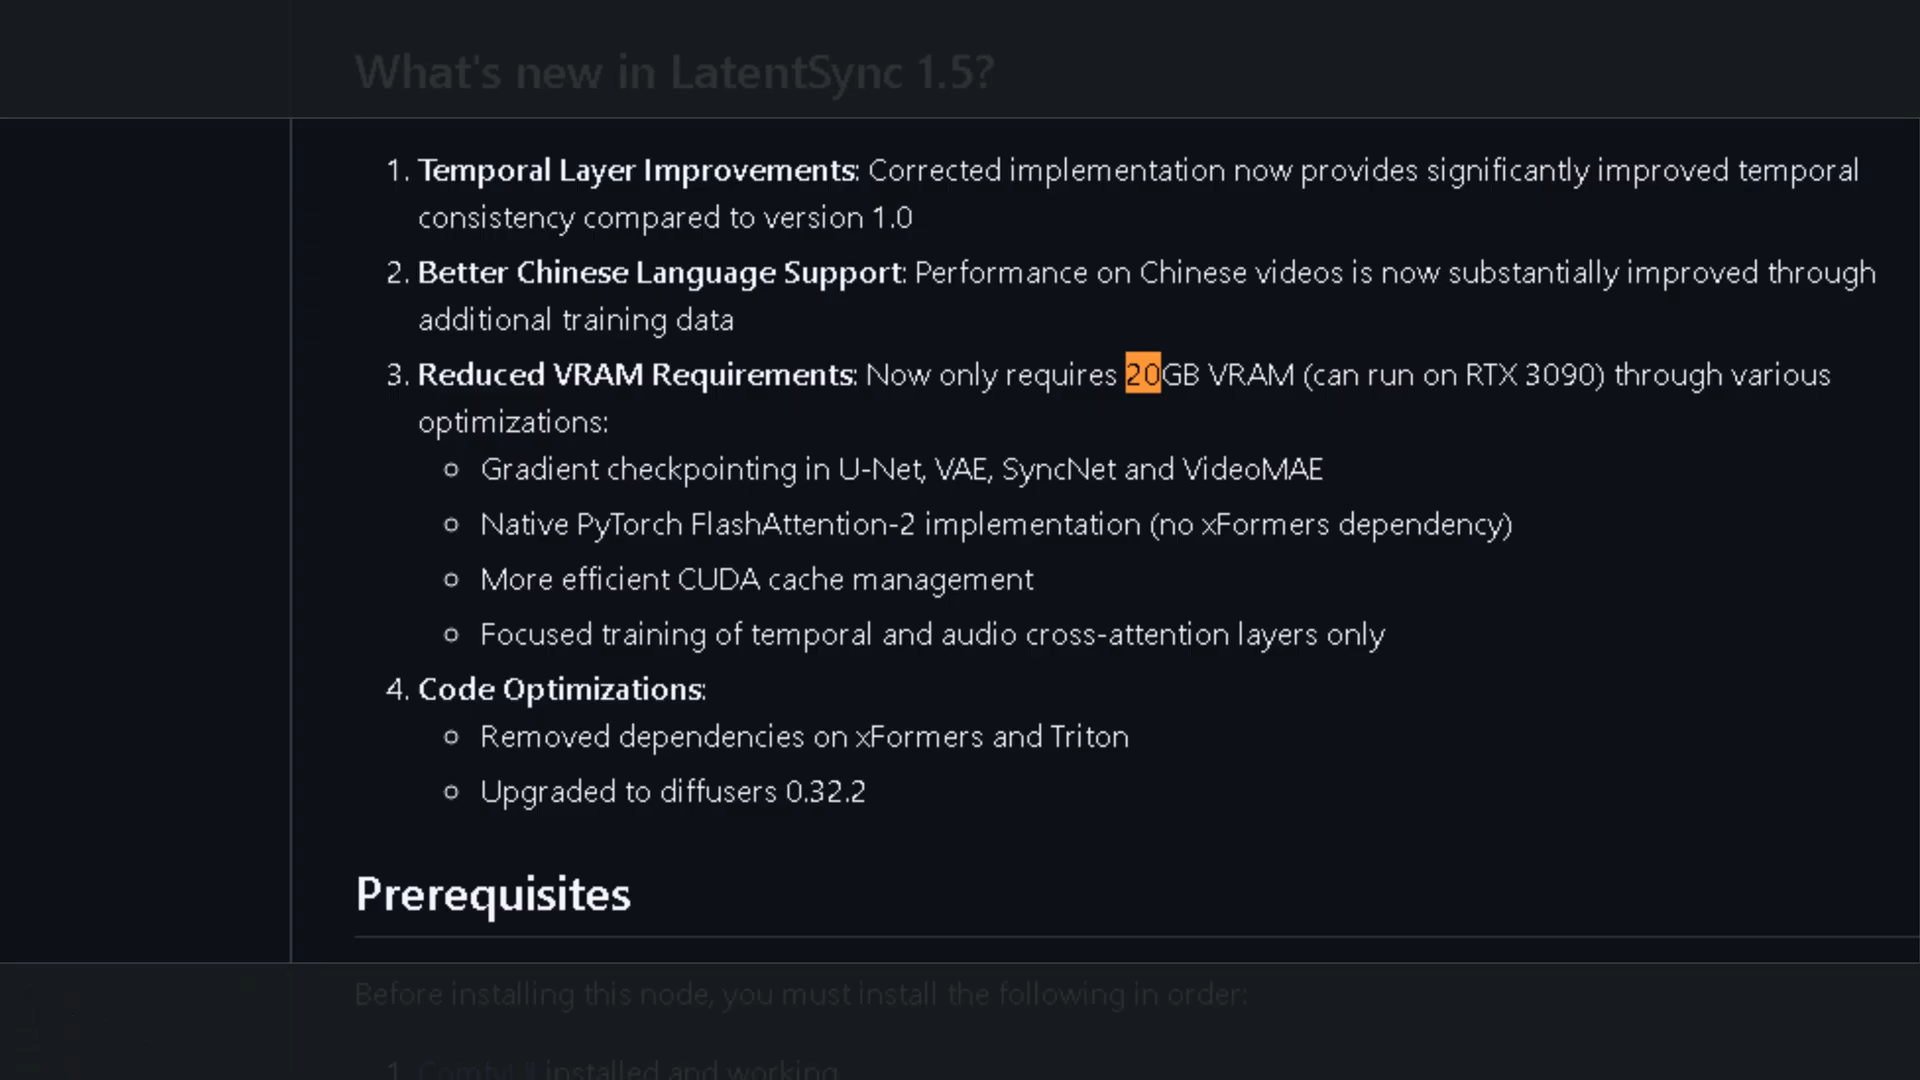 What's new in LatentSync 1.5?
1. Temporal Layer Improvements: Corrected implementation now provides significantly improved temporal
consistency compared to version 1.0
2. Better Chinese Language Support: Performance on Chinese videos is now substantially improved through
additional training data
3. Reduced VRAM Requirements: Now only requires 20GB VRAM (can run on RTX 3090) through various
optimizations:
○ Gradient checkpointing in U-Net, VAE, SyncNet and VideoMAE
○ Native PyTorch FlashAttention-2 implementation (no xFormers dependency)
○ More efficient CUDA cache management
○ Focused training of temporal and audio cross-attention layers only
4. Code Optimizations:
○ Removed dependencies on xFormers and Triton
○ Upgraded to diffusers 0.32.2
Prerequisites
Before installing this node, you must install the following in order:
1. ComfyUI installed and working